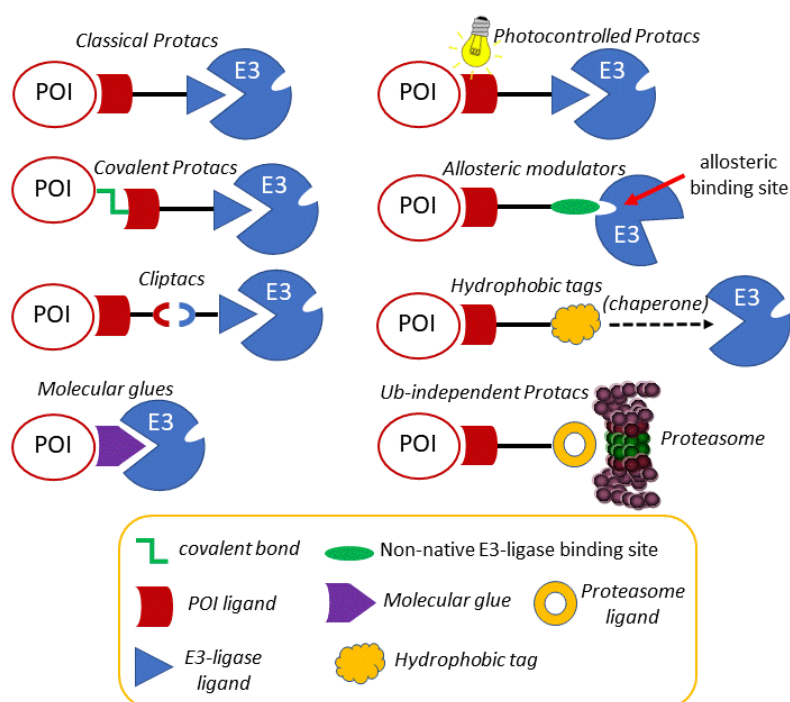 Classical Protacs
POI
E3
Photocontrolled Protacs
POI
E3
Covalent Protacs
POI
E3
Allosteric modulators
allosteric
binding site
POI
E3
Cliptacs
POI
E3
Hydrophobic tags
(chaperone)
POI
E3
Molecular glues
POI
E3
Ub-independent Protacs
POI
Proteasome
covalent bond
Non-native E3-ligase binding site
POI ligand
Molecular glue
Proteasome
ligand
E3-ligase
ligand
Hydrophobic tag